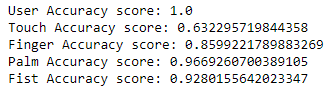 User Accuracy score: 1.0
Touch Accuracy score: 0.632295719844358
Finger Accuracy score: 0.8599221789883269
Palm Accuracy score: 0.9669260700389105
Fist Accuracy score: 0.9280155642023347